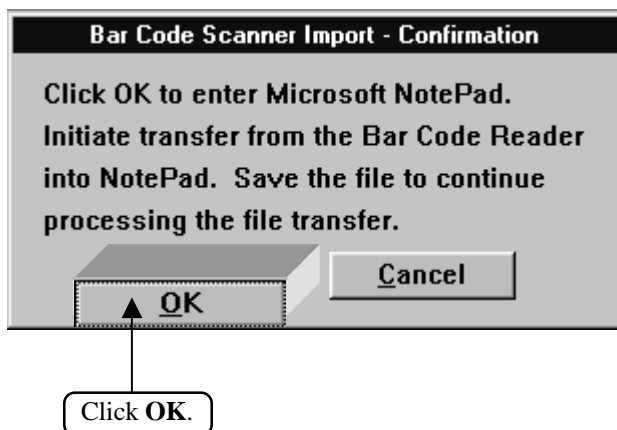 Bar Code Scanner Import - Confirmation
Click OK to enter Microsoft NotePad.
Initiate transfer from the Bar Code Reader
into NotePad.  Save the file to continue
processing the file transfer.
Cancel
OK
Click OK.